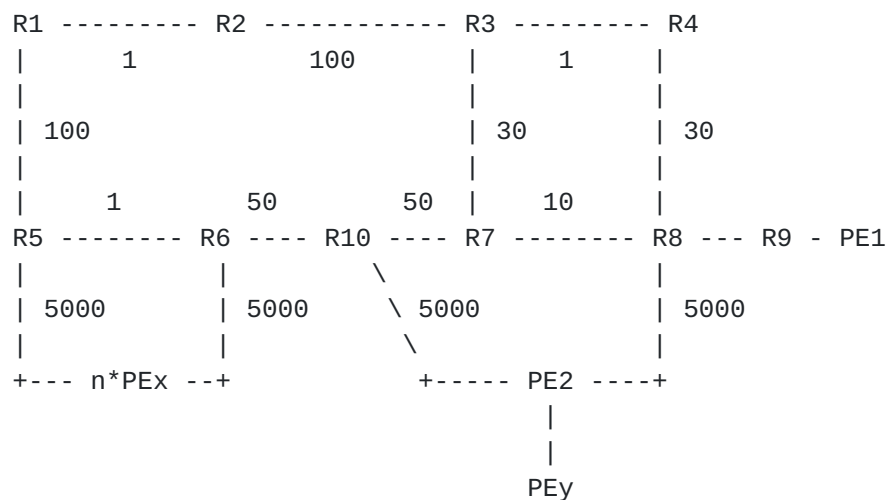 R1 --------- R2 ------------ R3 --------- R4
|      1          100        |     1      |
|                            |            |
| 100                        | 30         | 30
|                            |            |
|      1        50        50 |    10      |
R5 -------- R6 ---- R10 ---- R7 -------- R8 --- R9 - PE1
|             |         \                 |
| 5000        | 5000     \ 5000           | 5000
|             |           \               |
+--- n*PEx --+            +----- PE2 ----+
|
|
PEy